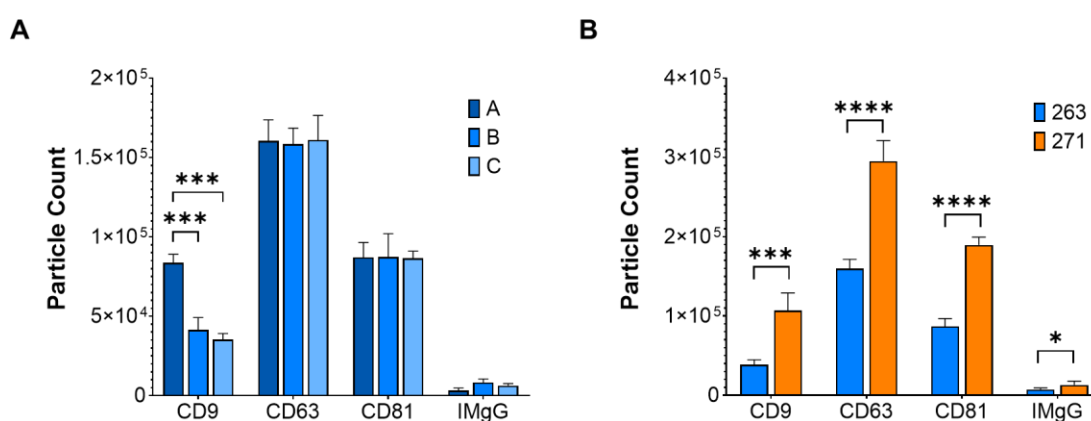 A
Particle Count
2×10⁵
1.5×10⁵
1×10⁵
5×10⁴
0
***
***
A
B
C
CD9 CD63 CD81 IMgG
B
Particle Count
4×10⁵
3×10⁵
2×10⁵
1×10⁵
0
***
****
****
*
263
271
CD9 CD63 CD81 IMgG